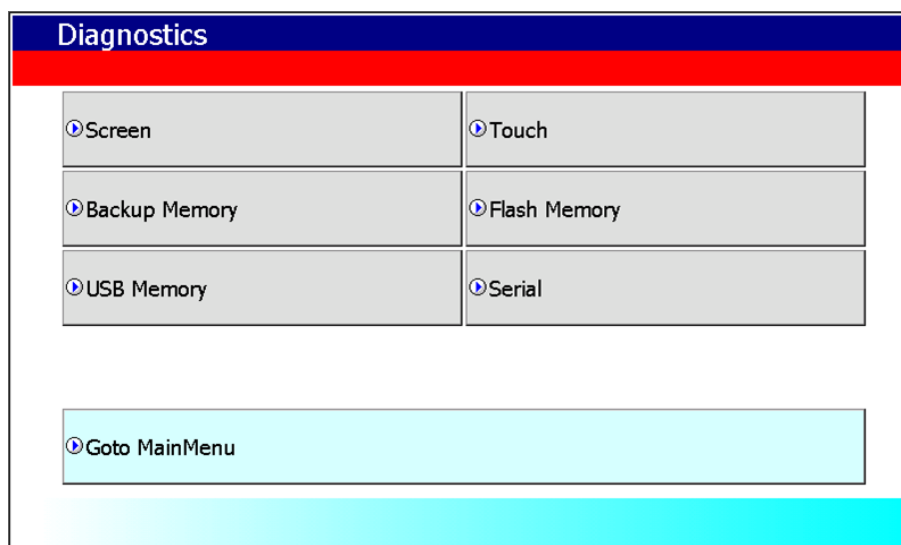 Diagnostics
Screen
Touch
Backup Memory
Flash Memory
USB Memory
Serial
Goto MainMenu